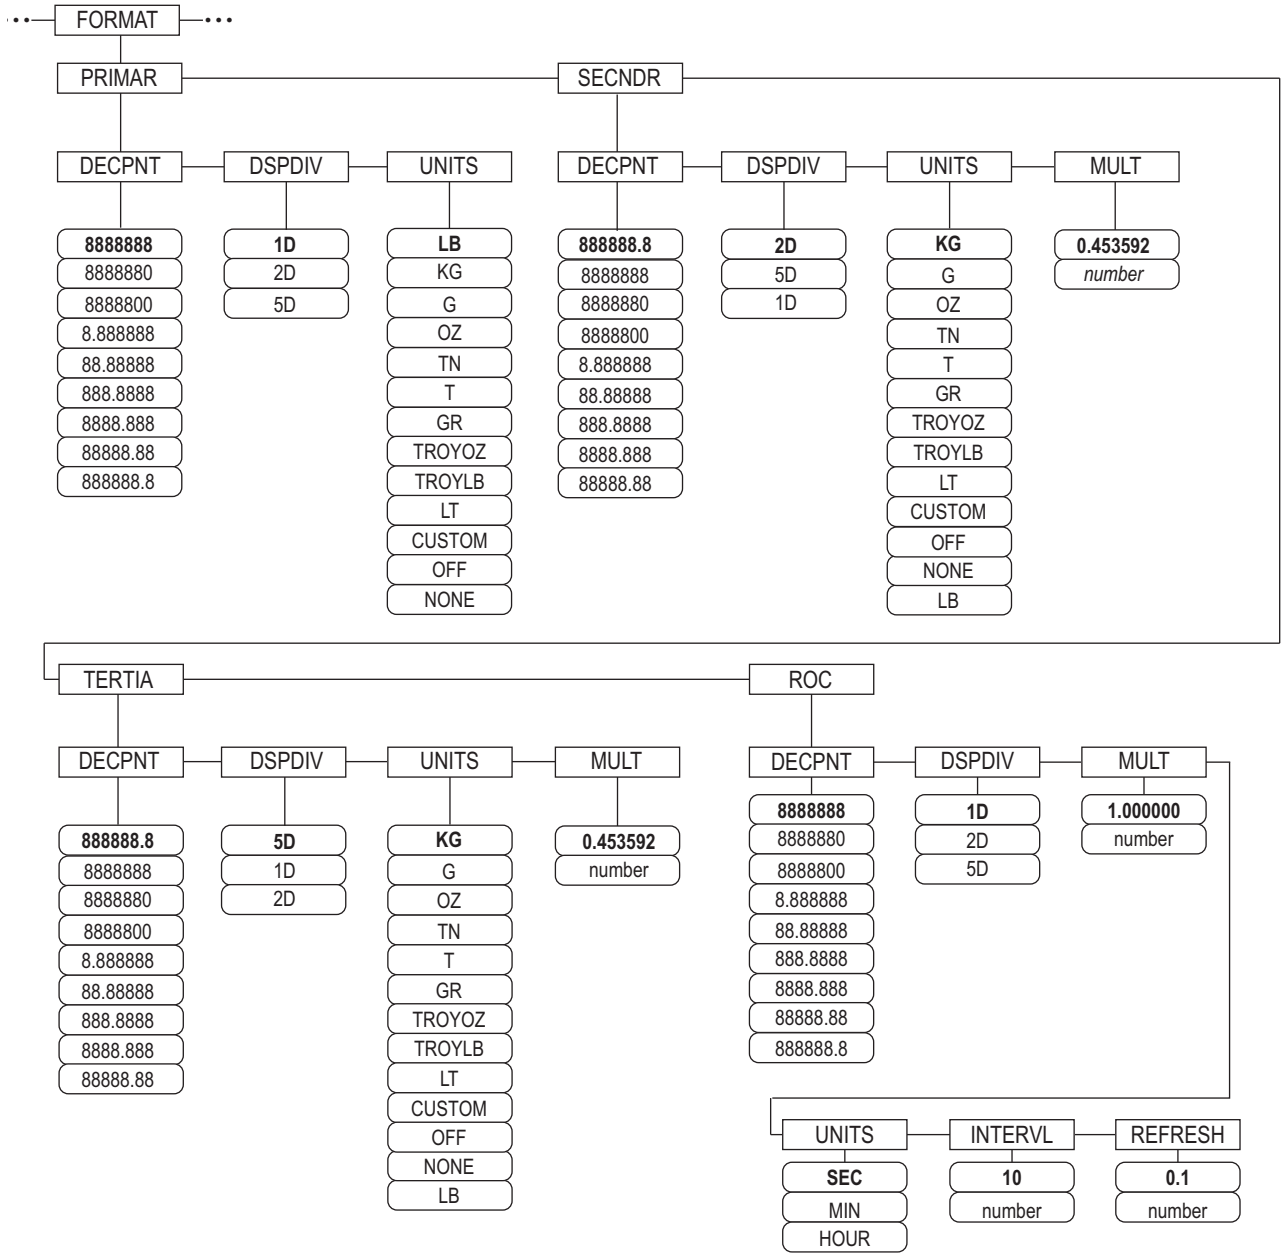 FORMAT
PRIMAR
SECNDR
DECPNT
DSPDIV
UNITS
DECPNT
DSPDIV
UNITS
MULT
8888888
8888880
8888800
8.888888
88.88888
888.8888
8888.888
88888.88
888888.8
1D
2D
5D
LB
KG
G
OZ
TN
T
GR
TROYOZ
TROYLB
LT
CUSTOM
OFF
NONE
888888.8
8888888
8888880
8888800
8.888888
88.88888
888.8888
8888.888
88888.88
2D
5D
1D
KG
G
OZ
TN
T
GR
TROYOZ
TROYLB
LT
CUSTOM
OFF
NONE
LB
0.453592
number
TERTIA
ROC
DECPNT
DSPDIV
UNITS
MULT
DECPNT
DSPDIV
MULT
888888.8
8888888
8888880
8888800
8.888888
88.88888
888.8888
8888.888
88888.88
5D
1D
2D
KG
G
OZ
TN
T
GR
TROYOZ
TROYLB
LT
CUSTOM
OFF
NONE
LB
0.453592
number
8888888
8888880
8888800
8.888888
88.88888
888.8888
8888.888
88888.88
888888.8
1D
2D
5D
1.000000
number
UNITS
INTERVL
REFRESH
SEC
MIN
HOUR
10
number
0.1
number